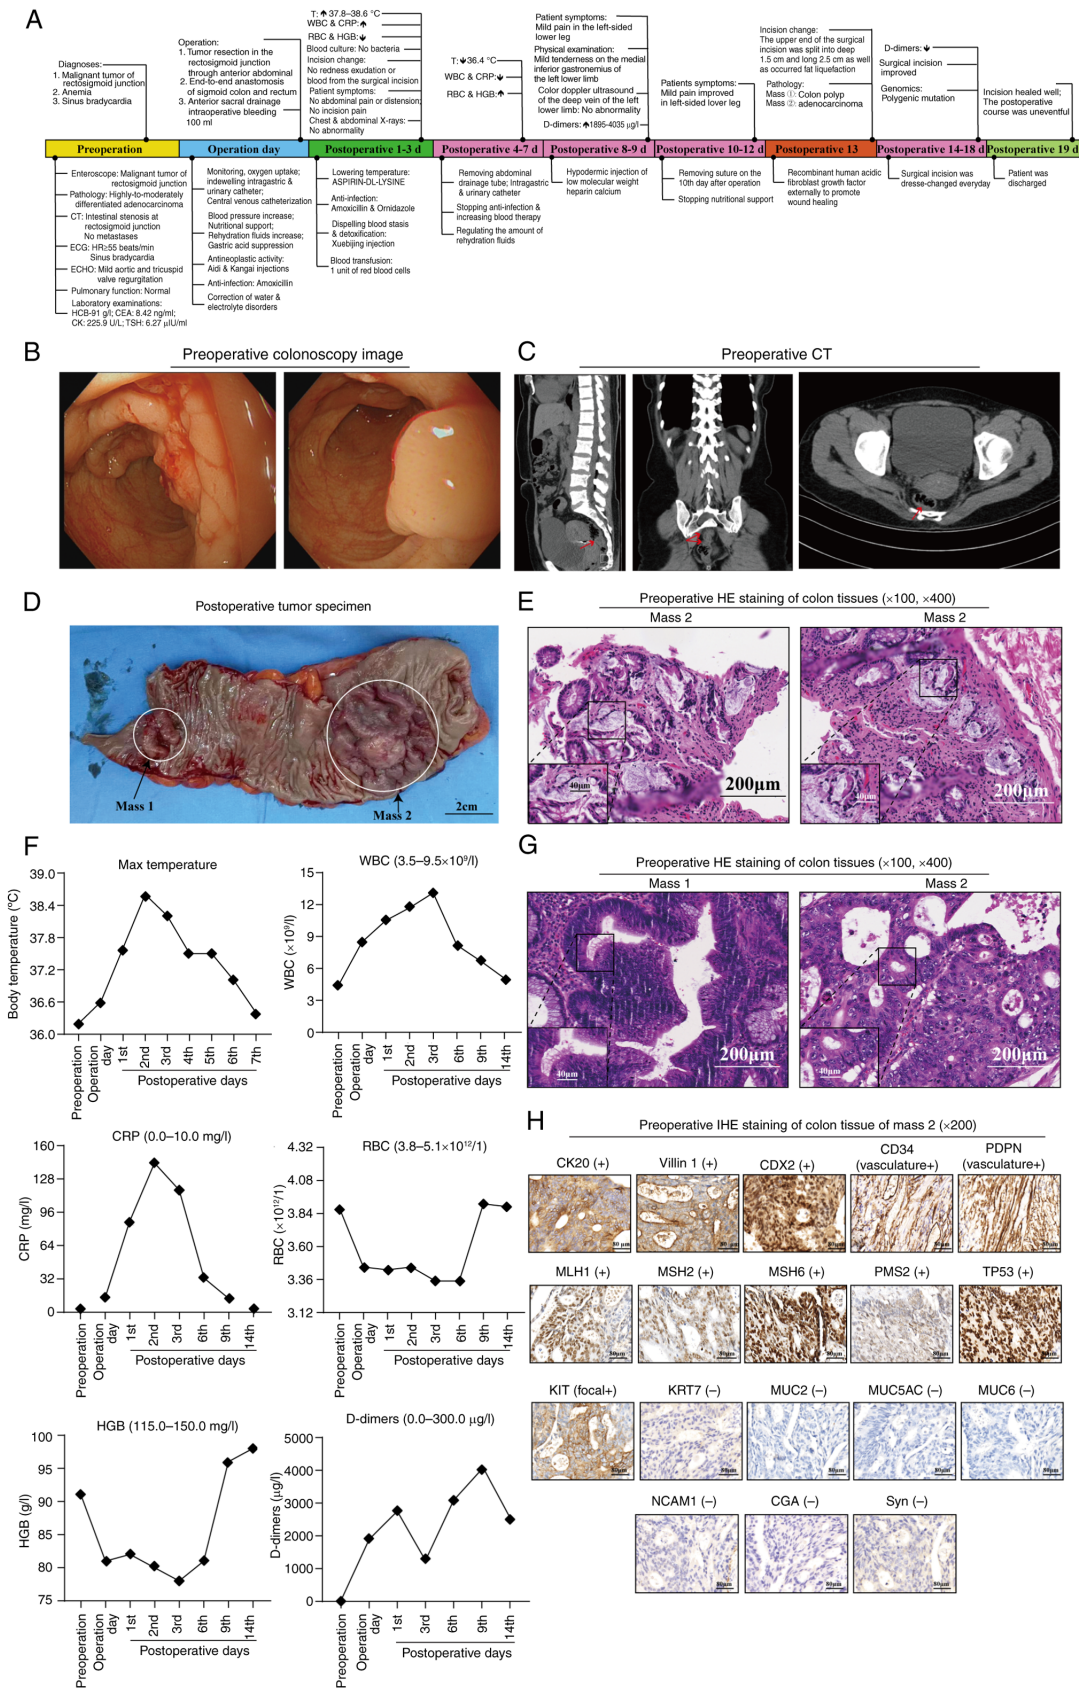 A
Diagnoses:
1. Malignant tumor of
rectosigmoid junction
2. Anemia
3. Sinus bradycardia
Operation:
1. Tumor resection in the
rectosigmoid junction
through anterior abdominal
2. End-to-end anastomosis
of sigmoid colon and rectum
3. Anterior sacral drainage
intraoperative bleeding
100 ml
T: ↑ 37.8–38.6 °C
WBC & CRP: ↑
RBC & HGB: ↓
Blood culture: No bacteria
Incision change:
No redness exudation or
blood from the surgical incision
Patient symptoms:
No abdominal pain or distension;
No incision pain
Chest & abdominal X-rays:
No abnormality
T: ↓ 36.4 °C
WBC & CRP: ↓
RBC & HGB: ↑
Patient symptoms:
Mild pain in the left-sided
lower leg
Physical examination:
Mild tenderness on the medial
inferior gastronemius of
the left lower limb
Color doppler ultrasound
of the deep vein of the left
lower limb: No abnormality
D-dimers: ↑ 1895-4035 µg/l
Patients symptoms:
Mild pain improved
in left-sided lower leg
Incision change:
The upper end of the surgical
incision was split into deep
1.5 cm and long 2.5 cm as well
as occurred fat liquefaction
Pathology:
Mass ①: Colon polyp
Mass ②: adenocarcinoma
D-dimers: ↓
Surgical incision
improved
Genomics:
Polygenic mutation
Incision healed well;
The postoperative
course was uneventful
Preoperation
Operation day
Postoperative 1-3 d
Postoperative 4-7 d
Postoperative 8-9 d
Postoperative 10-12 d
Postoperative 13
Postoperative 14-18 d
Postoperative 19 d
Enteroscope: Malignant tumor of
rectosigmoid junction
Pathology: Highly-to-moderately
differentiated adenocarcinoma
CT: Intestinal stenosis at
rectosigmoid junction
No metastases
ECG: HR≥55 beats/min
Sinus bradycardia
ECHO: Mild aortic and tricuspid
valve regurgitation
Pulmonary function: Normal
Laboratory examinations:
HCB-91 g/l; CEA: 8.42 ng/ml;
CK: 225.9 U/L; TSH: 6.27 µIU/ml
Monitoring, oxygen uptake;
indwelling intragastric &
urinary catheter;
Central venous catheterization
Blood pressure increase;
Nutritional support;
Rehydration fluids increase;
Gastric acid suppression
Antineoplastic activity:
Aidi & Kangai injections
Anti-infection: Amoxicillin
Correction of water &
electrolyte disorders
Lowering temperature:
ASPIRIN-DL-LYSINE
Anti-infection:
Amoxicillin & Ornidazole
Dispelling blood stasis
& detoxification:
Xuebijing injection
Blood transfusion:
1 unit of red blood cells
Removing abdominal
drainage tube; Intragastric
& urinary catheter
Stopping anti-infection &
increasing blood therapy
Regulating the amount of
rehydration fluids
Hypodermic injection of
low molecular weight
heparin calcium
Removing suture on the
10th day after operation
Stopping nutritional support
Recombinant human acidic
fibroblast growth factor
externally to promote
wound healing
Surgical incision was
dresse-changed everyday
Patient was
discharged
B
Preoperative colonoscopy image
C
Preoperative CT
D
Postoperative tumor specimen
Mass 1
Mass 2
2cm
E
Preoperative HE staining of colon tissues (×100, ×400)
Mass 2
Mass 2
40µm
200µm
40µm
200µm
F
Max temperature
Body temperature (°C)
39.0
38.4
37.8
37.2
36.6
36.0
Preoperation
Operation day
1st
2nd
3rd
4th
5th
6th
7th
Postoperative days
WBC (3.5–9.5×10⁹/l)
WBC (×10⁹/l)
15
12
9
6
3
0
Preoperation
Operation day
1st
2nd
3rd
6th
9th
14th
Postoperative days
CRP (0.0–10.0 mg/l)
CRP (mg/l)
160
128
96
64
32
0
Preoperation
Operation day
1st
2nd
3rd
6th
9th
14th
Postoperative days
RBC (3.8–5.1×10¹²/1)
RBC (×10¹²/1)
4.32
4.08
3.84
3.60
3.36
3.12
Preoperation
Operation day
1st
2nd
3rd
6th
9th
14th
Postoperative days
HGB (115.0–150.0 mg/l)
HGB (g/l)
100
95
90
85
80
75
Preoperation
Operation day
1st
2nd
3rd
6th
9th
14th
Postoperative days
D-dimers (0.0–300.0 µg/l)
D-dimers (µg/l)
5000
4000
3000
2000
1000
0
Preoperation
Operation day
1st
3rd
6th
9th
14th
Postoperative days
G
Preoperative HE staining of colon tissues (×100, ×400)
Mass 1
Mass 2
40µm
200µm
40µm
200µm
H
Preoperative IHE staining of colon tissue of mass 2 (×200)
CK20 (+)
Villin 1 (+)
CDX2 (+)
CD34
(vasculature+)
PDPN
(vasculature+)
80 µm
80 µm
80 µm
80 µm
80 µm
MLH1 (+)
MSH2 (+)
MSH6 (+)
PMS2 (+)
TP53 (+)
80µm
80µm
80µm
80µm
80µm
KIT (focal+)
KRT7 (–)
MUC2 (–)
MUC5AC (–)
MUC6 (–)
80µm
80µm
80µm
80µm
80µm
NCAM1 (–)
CGA (–)
Syn (–)
80µm
80µm
80µm